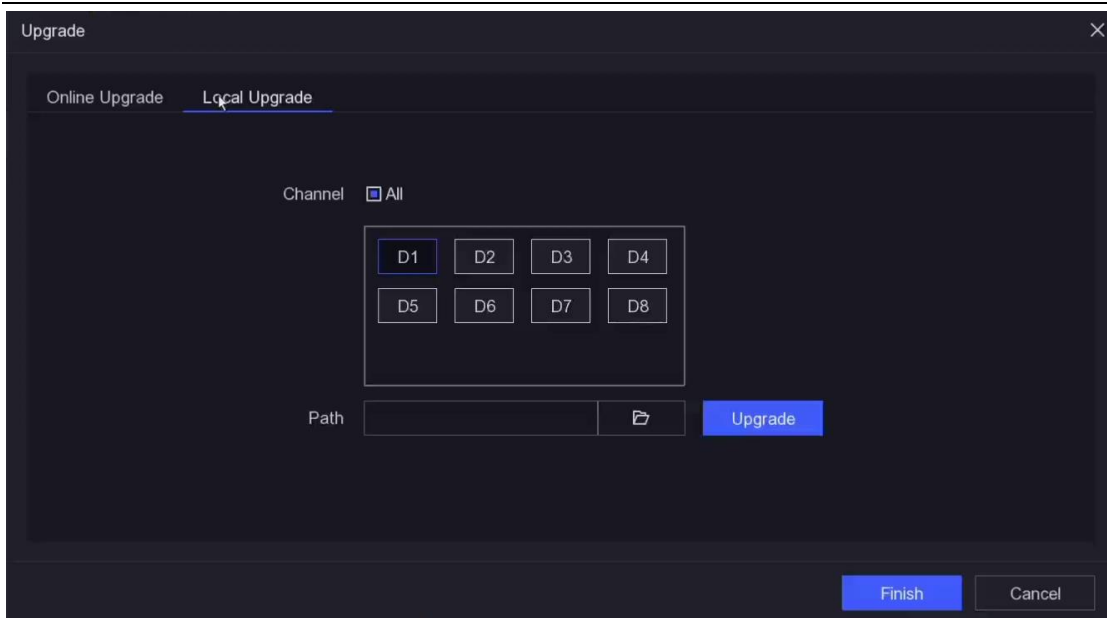 Upgrade
Online Upgrade Local Upgrade
Channel All
D1 D2 D3 D4
D5 D6 D7 D8
Path Upgrade
Finish Cancel